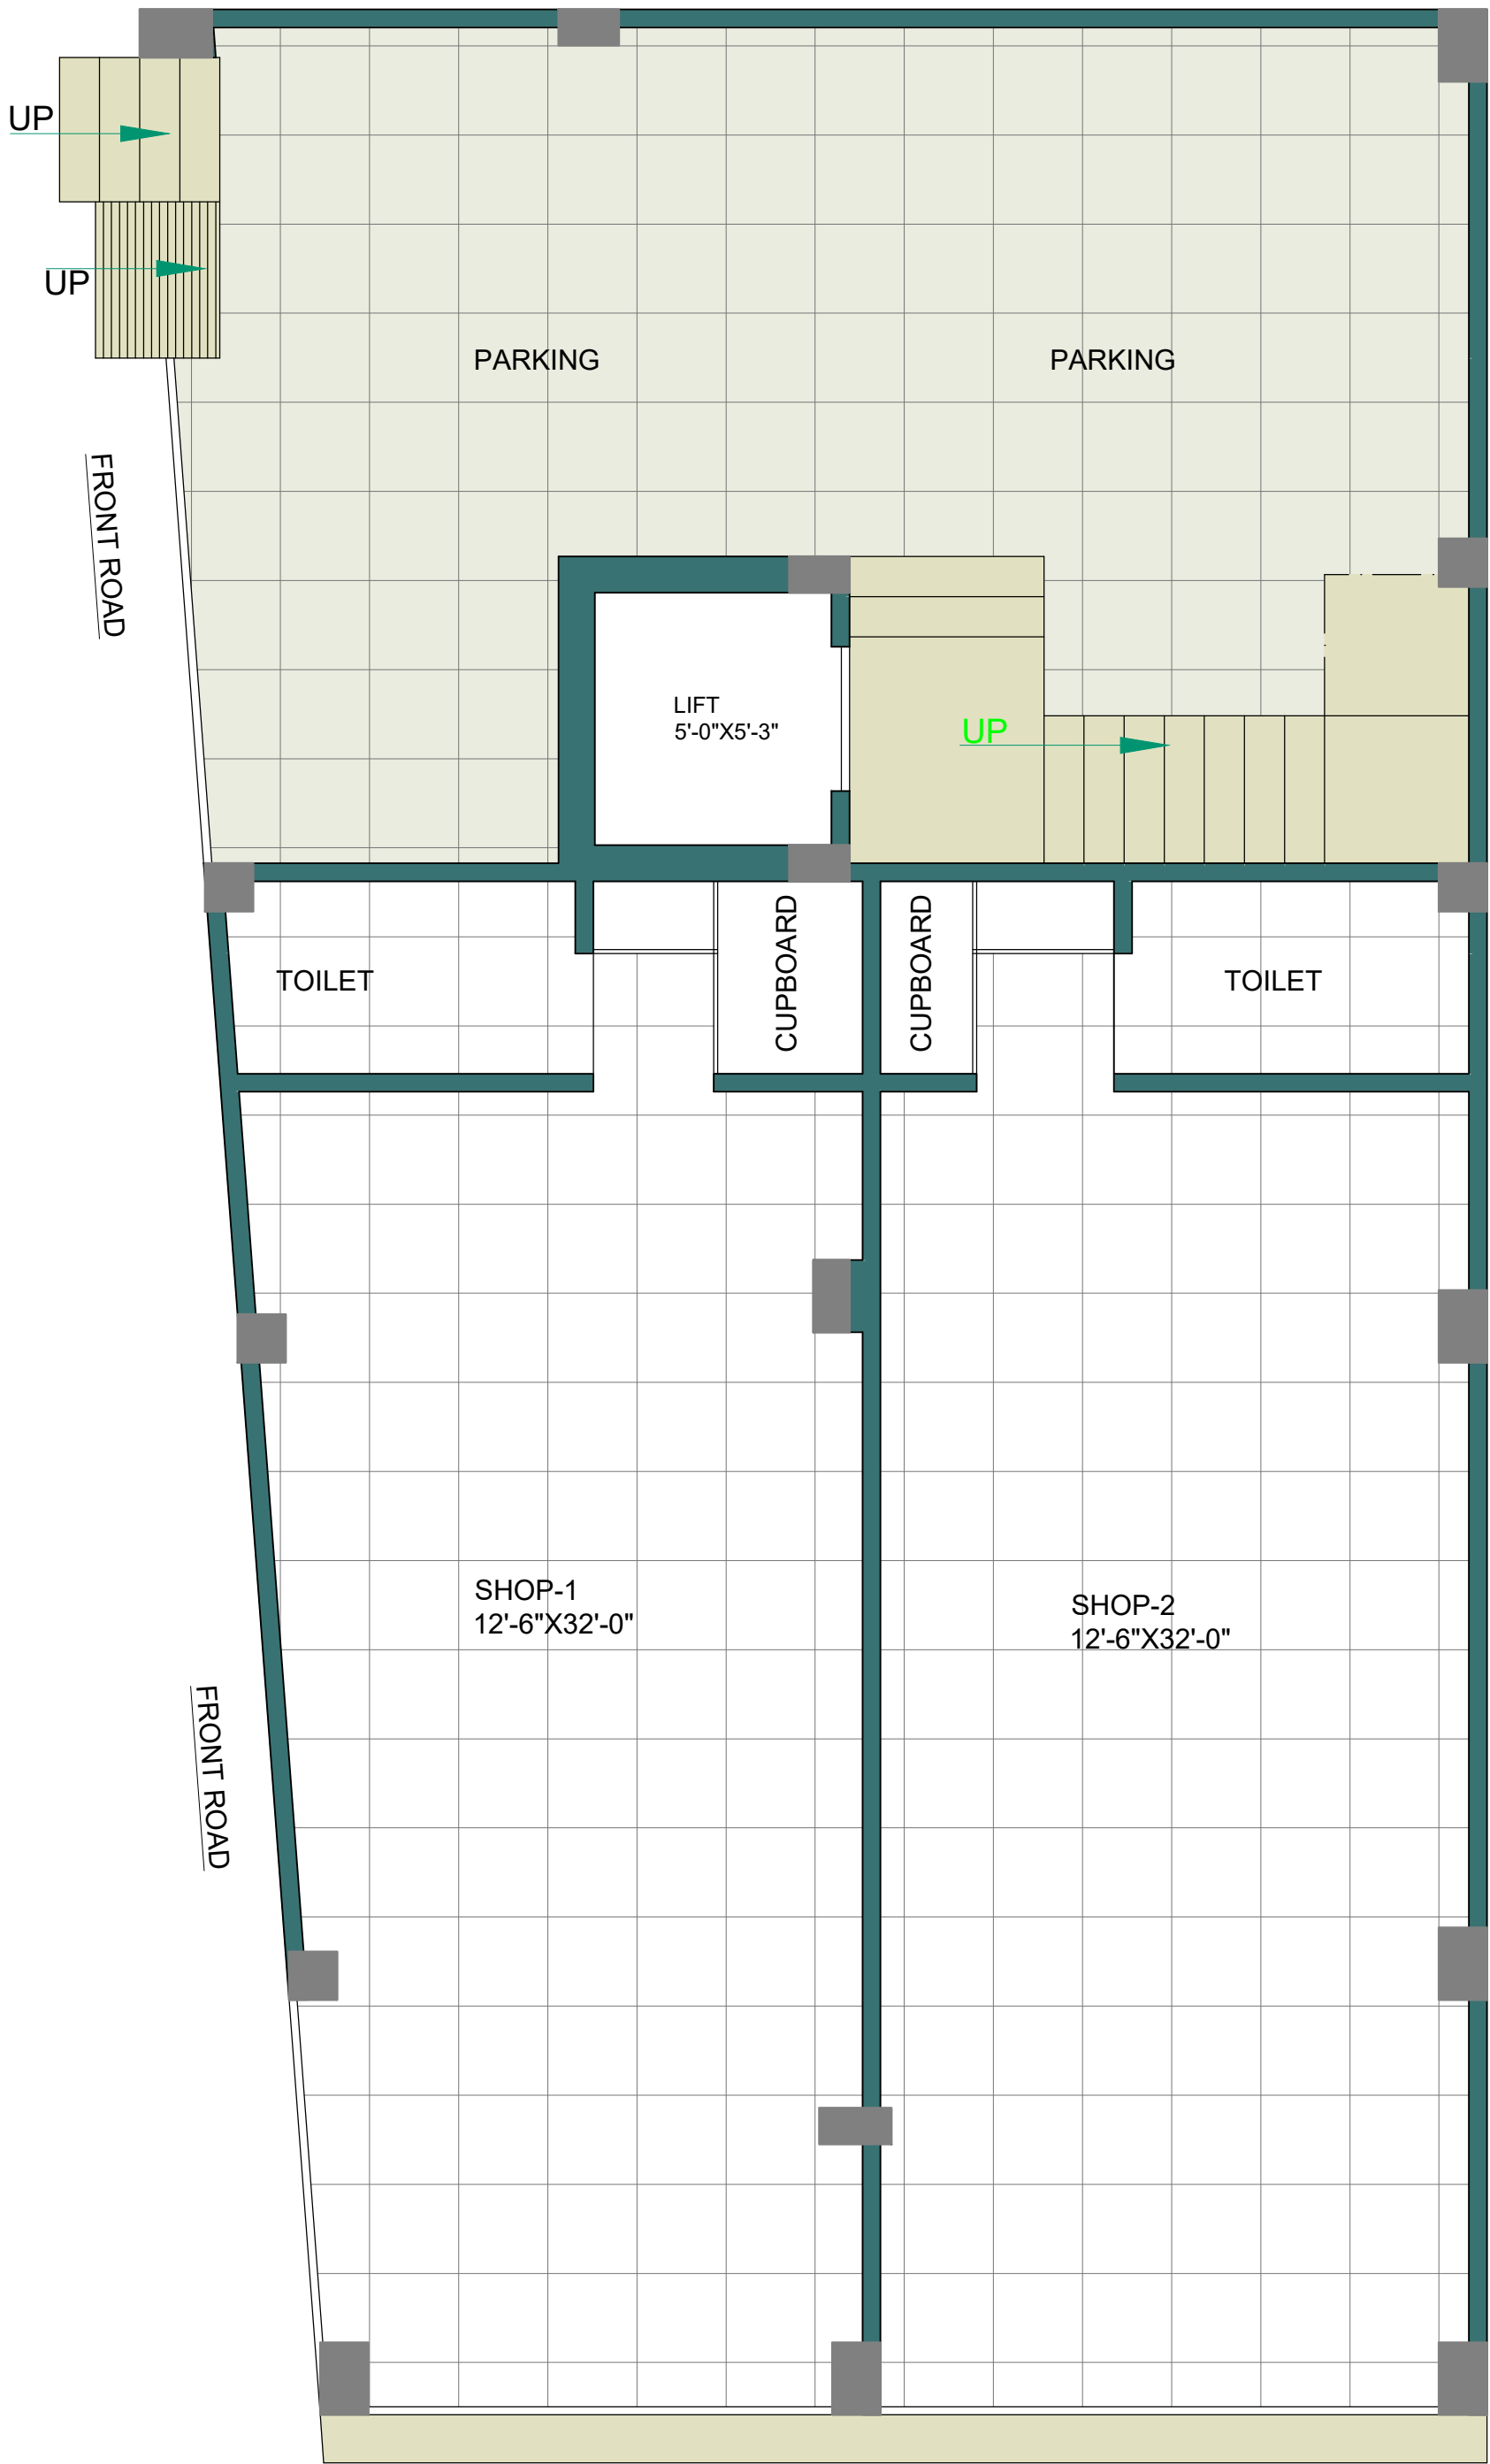 UP
UP
PARKING
PARKING
FRONT ROAD
LIFT
5'-0"X5'-3"
UP
CUPBOARD
CUPBOARD
TOILET
TOILET
SHOP-1
12'-6"X32'-0"
SHOP-2
12'-6"X32'-0"
FRONT ROAD